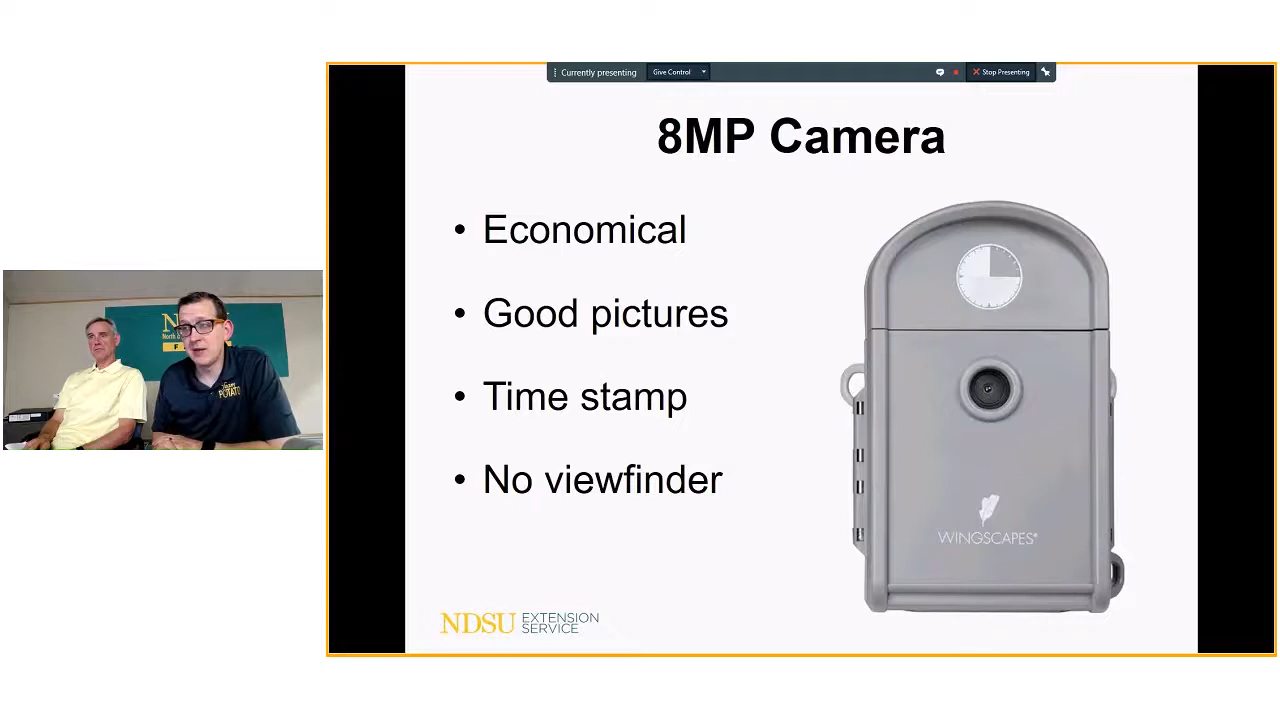 Currently presenting
Give Control
Stop Presenting
8MP Camera
• Economical
• Good pictures
• Time stamp
• No viewfinder
WINGSCAPES®
NDSU EXTENSION
SERVICE
POTATO